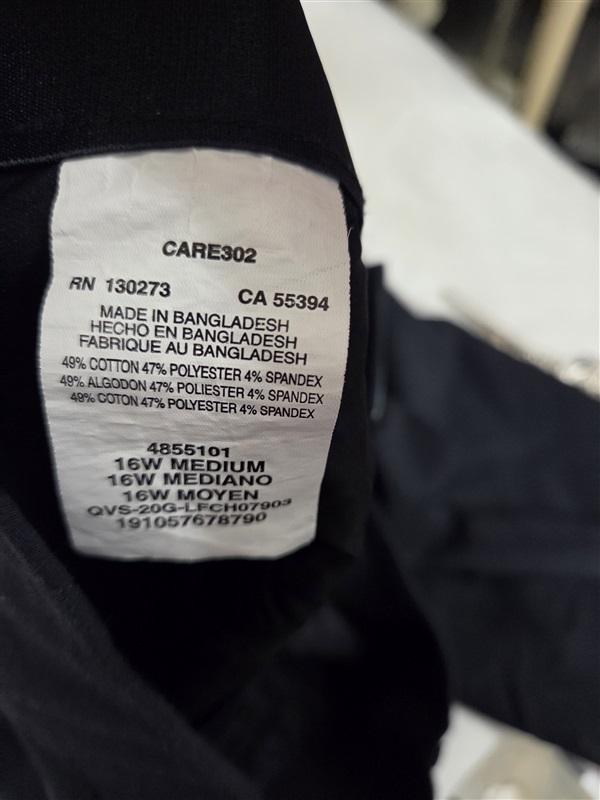 CARE302
RN 130273 CA 55394
MADE IN BANGLADESH
HECHO EN BANGLADESH
FABRIQUE AU BANGLADESH
49% COTTON 47% POLYESTER 4% SPANDEX
49% ALGODON 47% POLIESTER 4% SPANDEX
49% COTON 47% POLYESTER 4% SPANDEX
4855101
16W MEDIUM
16W MEDIANO
16W MOYEN
QVS-20G-LFCH07903
191057678790